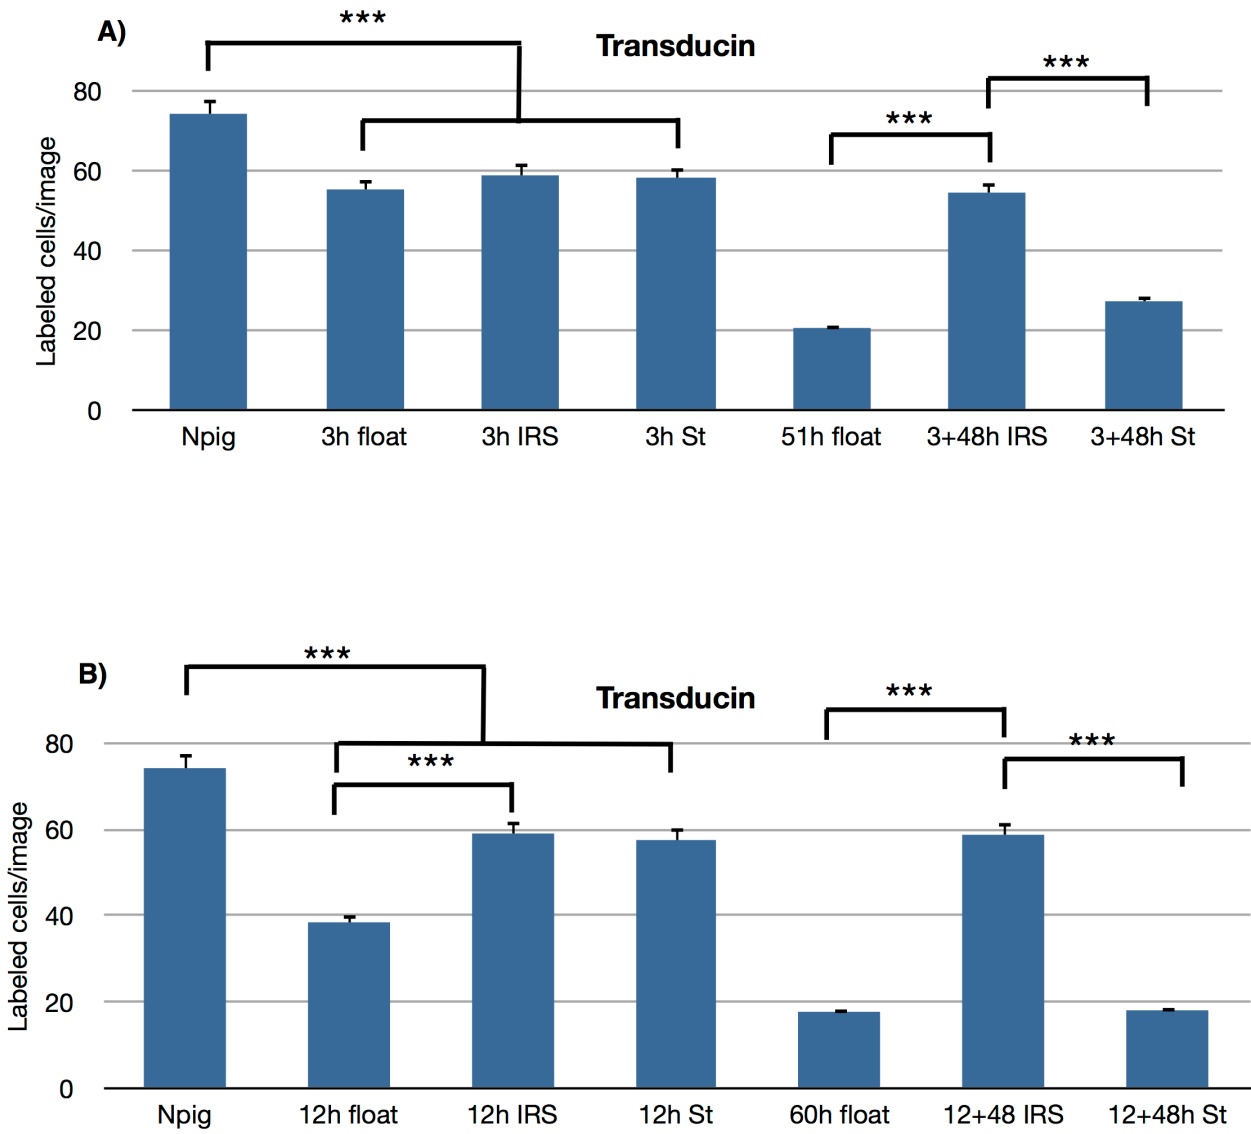 A)
***
Transducin
***
***
80
60
40
20
0
Labeled cells/image
Npig 3h float 3h IRS 3h St 51h float 3+48h IRS 3+48h St
B)
***
Transducin
***
***
***
80
60
40
20
0
Labeled cells/image
Npig 12h float 12h IRS 12h St 60h float 12+48 IRS 12+48h St